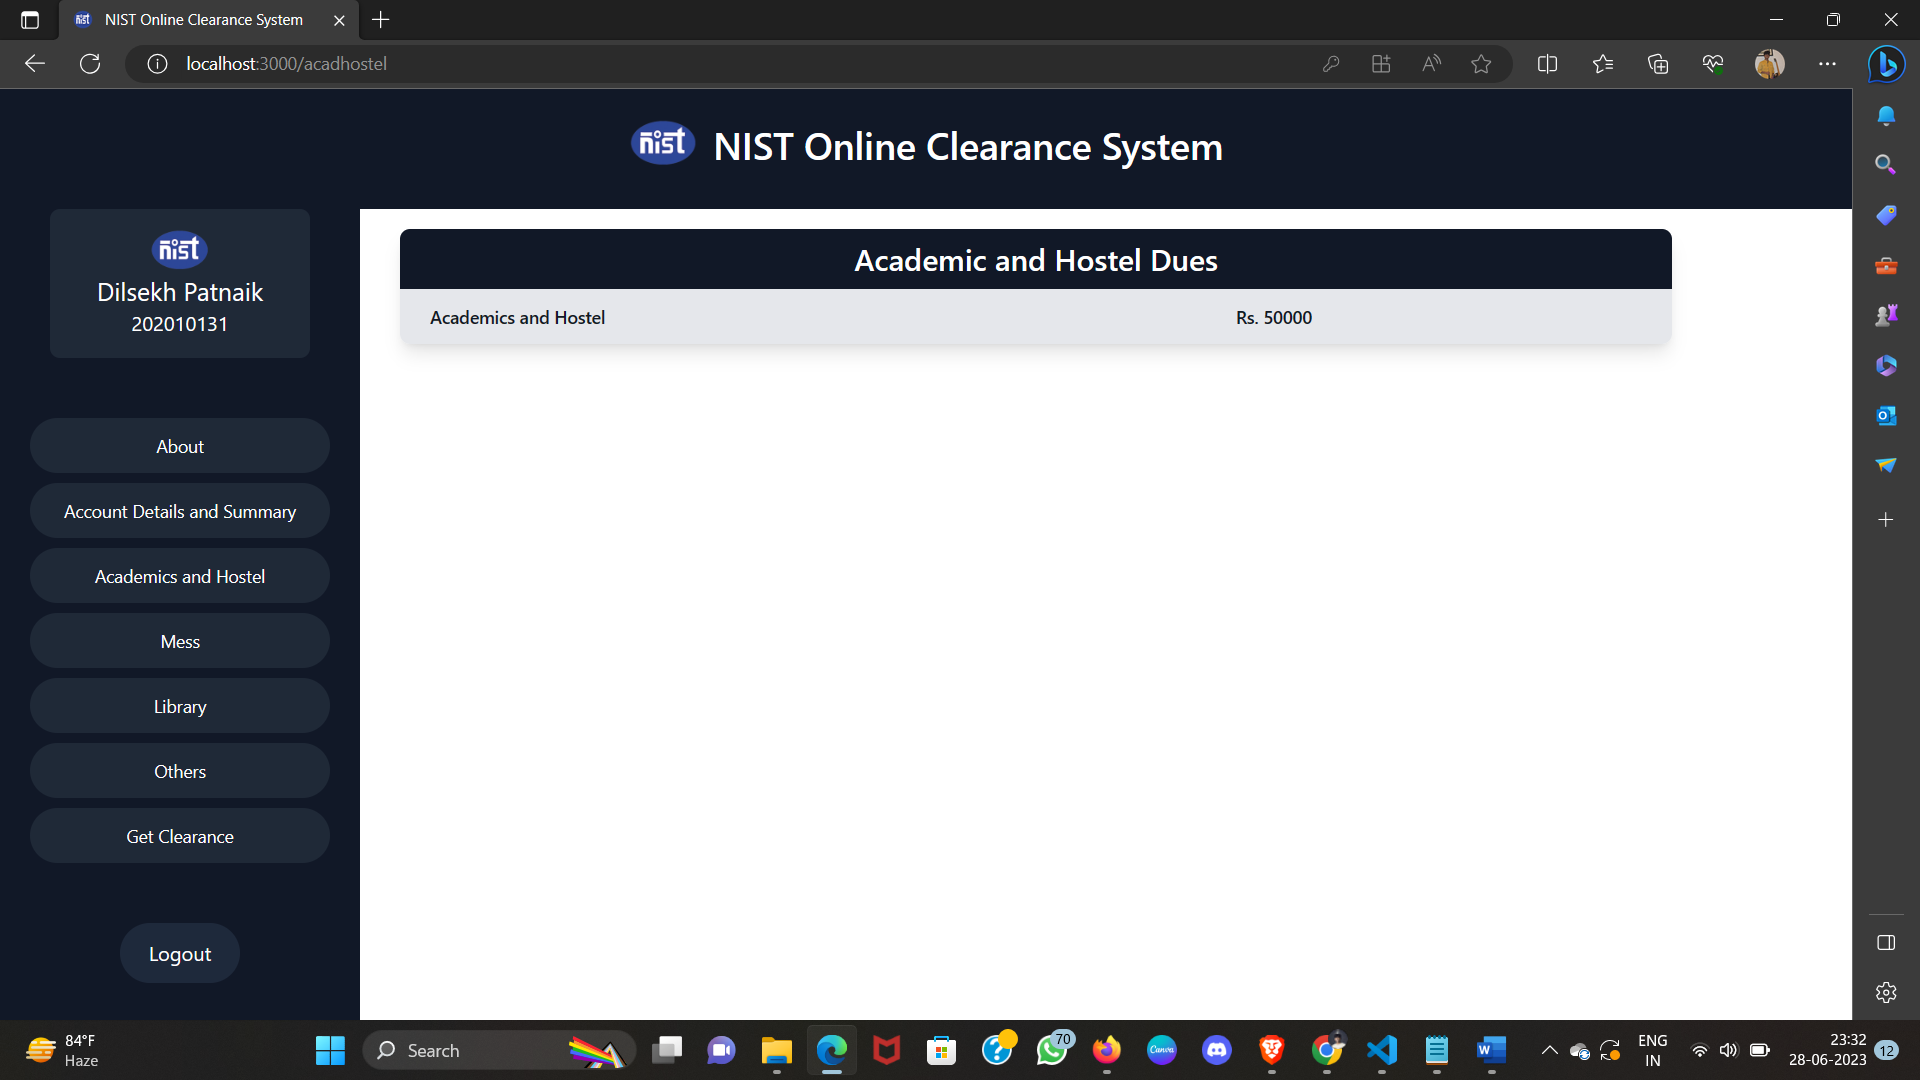 NIST Online Clearance System
localhost:3000/acadhostel
nist NIST Online Clearance System
nist
Dilsekh Patnaik
202010131
Academic and Hostel Dues
Academics and Hostel Rs. 50000
About
Account Details and Summary
Academics and Hostel
Mess
Library
Others
Get Clearance
Logout
84°F
Haze
Search
70
Canva
W
ENG
IN
23:32
28-06-2023
12